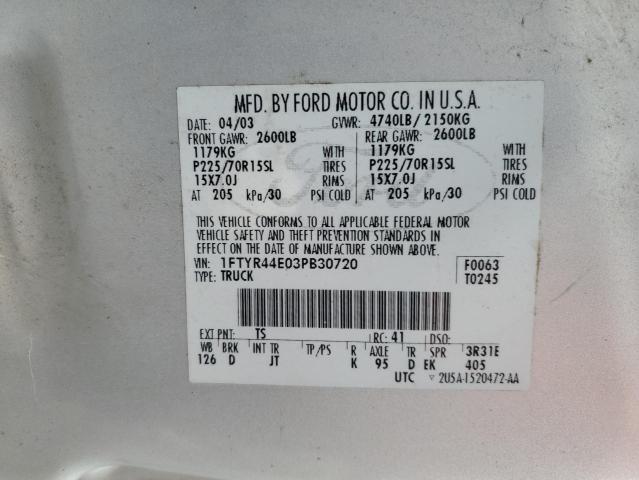 MFD. BY FORD MOTOR CO. IN U.S.A.
DATE: 04/03 GVWR: 4740LB/ 2150KG
FRONT GAWR: 2600LB REAR GAWR: 2600LB
1179KG WITH 1179KG WITH
P225/70R15SL TIRES P225/70R15SL TIRES
15X7.0J RIMS 15X7.0J RIMS
AT 205 kPa/30 PSI COLD AT 205 kPa/30 PSI COLD
THIS VEHICLE CONFORMS TO ALL APPLICABLE FEDERAL MOTOR
VEHICLE SAFETY AND THEFT PREVENTION STANDARDS IN
EFFECT ON THE DATE OF MANUFACTURE SHOWN ABOVE.
VIN: 1FTYR44E03PB30720 F0063
TYPE: TRUCK T0245
EXT PNT: TS RC: 41 DSO:
WB BRK INT TR TP/PS R AXLE TR SPR 3R31E
126 D JT K 95 D EK 405
UTC ▿ 2U5A-1520472-AA